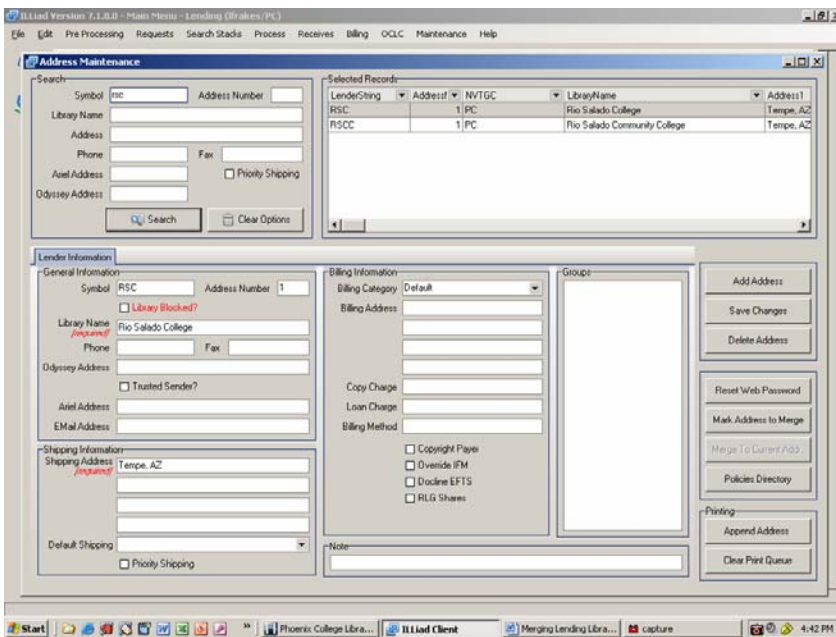 ILLiad Version 7.1.8.0 - Main Menu - Lending (lfrakes/PC)
File Edit Pre Processing Requests Search Stacks Process Receives Billing OCLC Maintenance Help
Address Maintenance
Search
Symbol rsc Address Number
Library Name
Address
Phone Fax
Ariel Address Priority Shipping
Odyssey Address
Search Clear Options
Selected Records
LenderString AddressN NVTGC LibraryName Address1
RSC 1 PC Rio Salado College Tempe, AZ
RSCC 1 PC Rio Salado Community College Tempe, AZ
Lender Information
General Information
Symbol RSC Address Number 1
Library Blocked?
Library Name Rio Salado College
(required)
Phone Fax
Odyssey Address
Trusted Sender?
Ariel Address
EMail Address
Shipping Information
Shipping Address Tempe, AZ
(required)
Default Shipping
Priority Shipping
Billing Information
Billing Category Default
Billing Address
Copy Charge
Loan Charge
Billing Method
Copyright Payer
Override IFM
Docline EFTS
RLG Shares
Note
Groups
Add Address
Save Changes
Delete Address
Reset Web Password
Mark Address to Merge
Merge To Current Addr.
Policies Directory
Printing
Append Address
Clear Print Queue
Start » Phoenix College Libra... ILLiad Client Merging Lending Libra... capture 4:42 PM